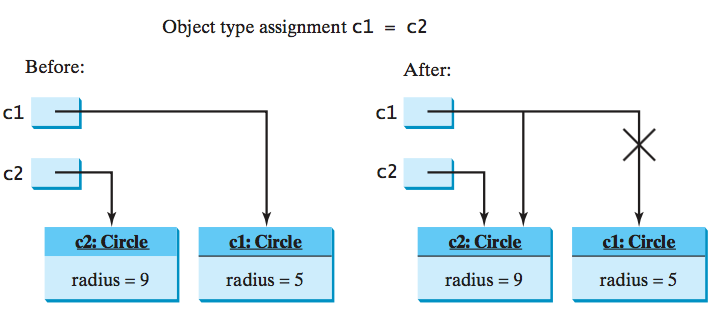 Object type assignment c1 = c2
Before:
After:
c1
c1
c2
c2
c2: Circle
c1: Circle
c2: Circle
c1: Circle
radius = 9
radius = 5
radius = 9
radius = 5